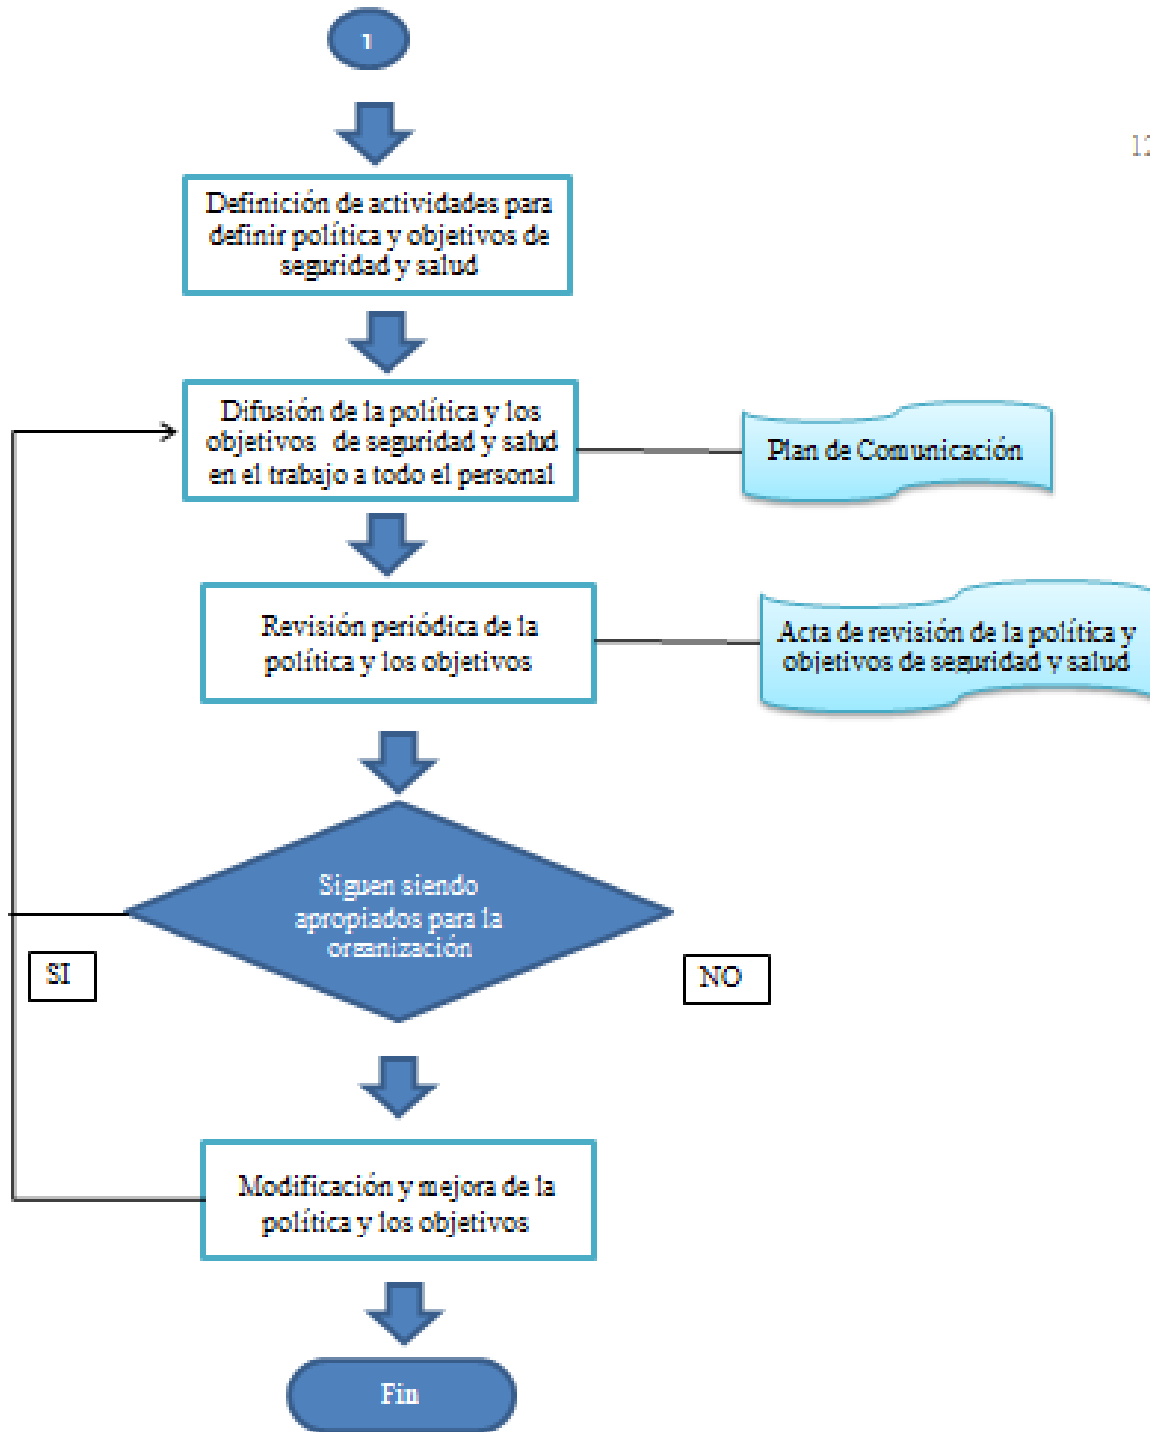 1
12
Definición de actividades para
definir política y objetivos de
seguridad y salud
Difusión de la política y los
objetivos de seguridad y salud
en el trabajo a todo el personal
Plan de Comunicación
Revisión periódica de la
política y los objetivos
Acta de revisión de la política y
objetivos de seguridad y salud
Siguen siendo
apropiados para la
organización
SI
NO
Modificación y mejora de la
política y los objetivos
Fin